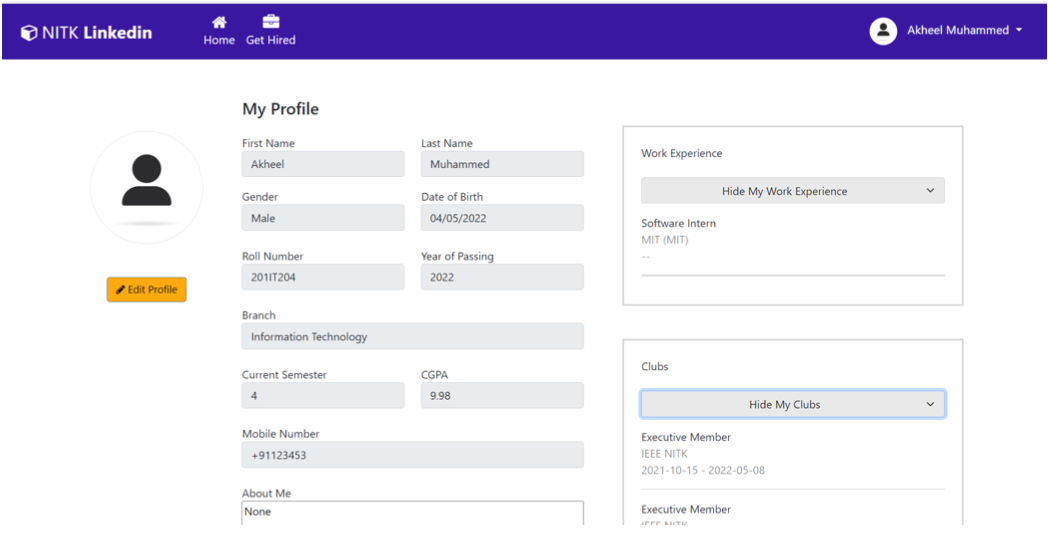 NITK Linkedin
Home
Get Hired
Akheel Muhammed
My Profile
First Name
Akheel
Last Name
Muhammed
Gender
Male
Date of Birth
04/05/2022
Roll Number
201IT204
Year of Passing
2022
Edit Profile
Branch
Information Technology
Current Semester
4
CGPA
9.98
Mobile Number
+91123453
About Me
None
Work Experience
Hide My Work Experience
Software Intern
MIT (MIT)
--
Clubs
Hide My Clubs
Executive Member
IEEE NITK
2021-10-15 - 2022-05-08
Executive Member
IEEE NITK